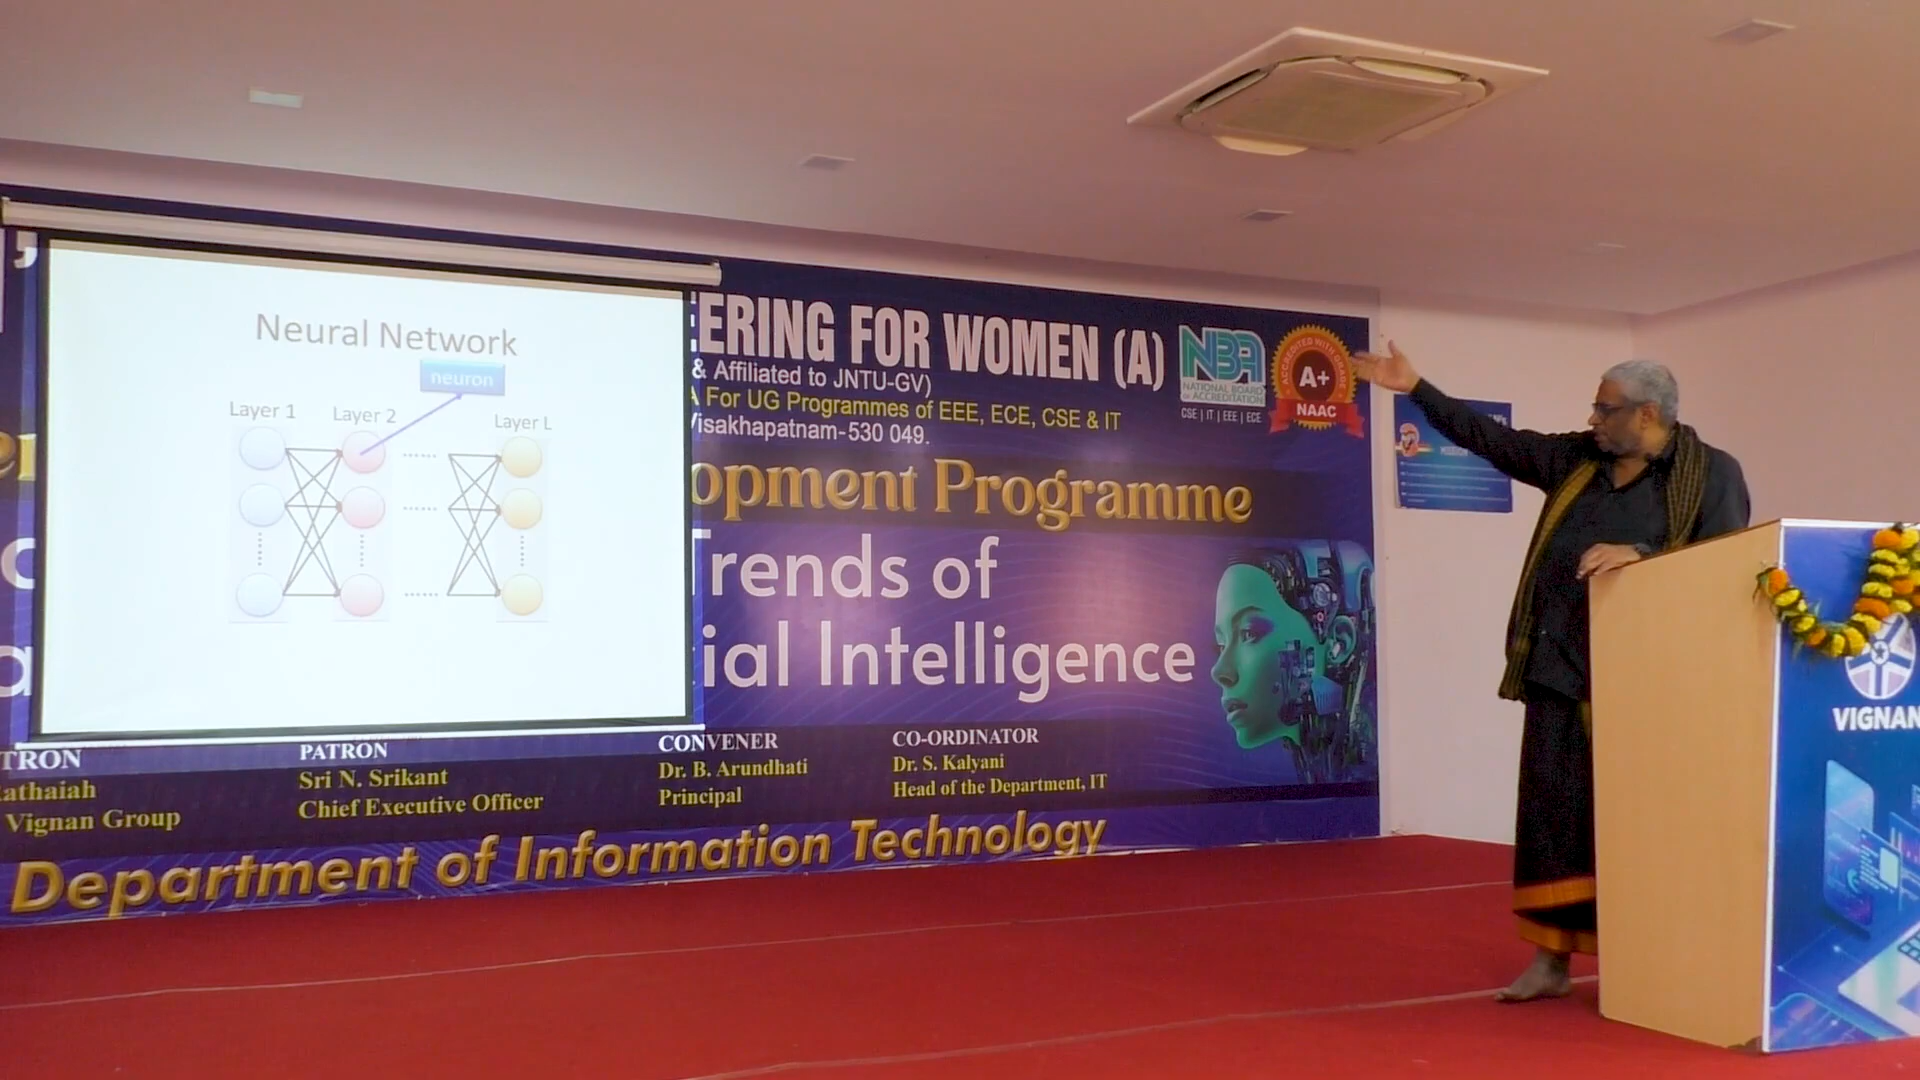 Neural Network
neuron
Layer 1
Layer 2
Layer L
ERING FOR WOMEN (A)
& Affiliated to JNTU-GV)
For UG Programmes of EEE, ECE, CSE & IT
Visakhapatnam-530 049.
NBA
NATIONAL BOARD
OF ACCREDITATION
CSE | IT | EEE | ECE
ACCREDITED WITH GRADE
A+
NAAC
opment Programme
Trends of
ial Intelligence
TRON
athaiah
Vignan Group
PATRON
Sri N. Srikant
Chief Executive Officer
CONVENER
Dr. B. Arundhati
Principal
CO-ORDINATOR
Dr. S. Kalyani
Head of the Department, IT
Department of Information Technology
VIGNAN